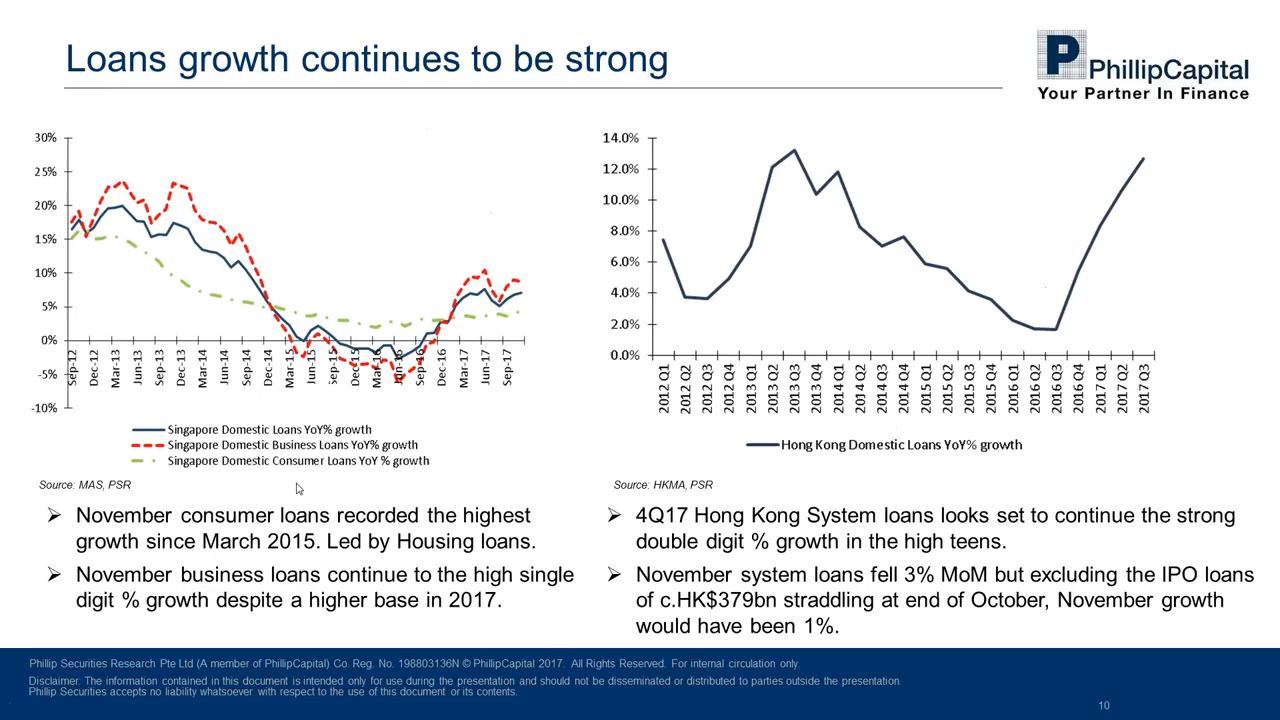 Loans growth continues to be strong
P
PhillipCapital
Your Partner In Finance
30%
25%
20%
15%
10%
5%
0%
-5%
-10%
Sep-12
Dec-12
Mar-13
Jun-13
Sep-13
Dec-13
Mar-14
Jun-14
Sep-14
Dec-14
Mar-15
Jun-15
Sep-15
Dec-15
Mar-16
Jun-16
Sep-16
Dec-16
Mar-17
Jun-17
Sep-17
Singapore Domestic Loans YoY% growth
Singapore Domestic Business Loans YoY% growth
Singapore Domestic Consumer Loans YoY % growth
Source: MAS, PSR
14.0%
12.0%
10.0%
8.0%
6.0%
4.0%
2.0%
0.0%
2012 Q1
2012 Q2
2012 Q3
2012 Q4
2013 Q1
2013 Q2
2013 Q3
2013 Q4
2014 Q1
2014 Q2
2014 Q3
2014 Q4
2015 Q1
2015 Q2
2015 Q3
2015 Q4
2016 Q1
2016 Q2
2016 Q3
2016 Q4
2017 Q1
2017 Q2
2017 Q3
Hong Kong Domestic Loans YoY% growth
Source: HKMA, PSR
➢ November consumer loans recorded the highest
growth since March 2015. Led by Housing loans.
➢ November business loans continue to the high single
digit % growth despite a higher base in 2017.
➢ 4Q17 Hong Kong System loans looks set to continue the strong
double digit % growth in the high teens.
➢ November system loans fell 3% MoM but excluding the IPO loans
of c.HK$379bn straddling at end of October, November growth
would have been 1%.
Phillip Securities Research Pte Ltd (A member of PhillipCapital) Co. Reg. No. 198803136N © PhillipCapital 2017. All Rights Reserved. For internal circulation only.
Disclaimer: The information contained in this document is intended only for use during the presentation and should not be disseminated or distributed to parties outside the presentation.
Phillip Securities accepts no liability whatsoever with respect to the use of this document or its contents.
10